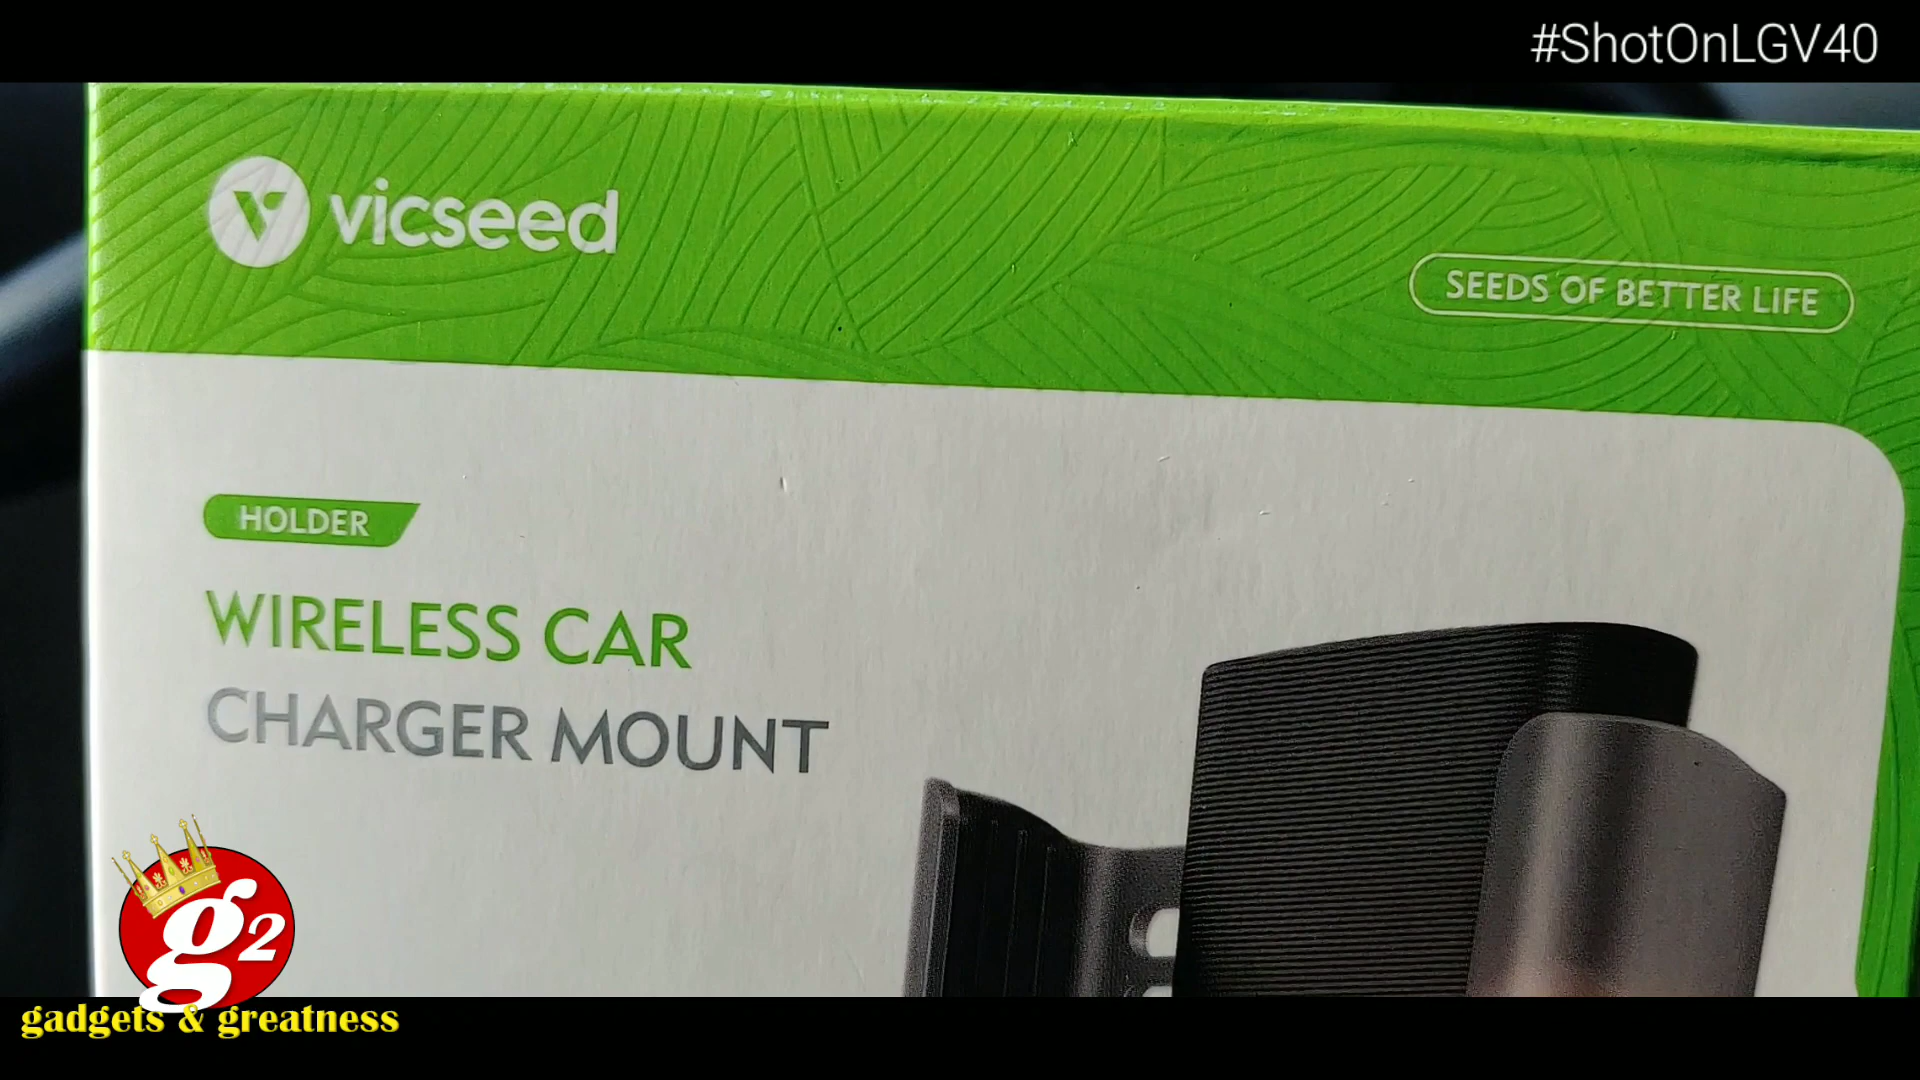 #ShotOnLGV40
vicseed
SEEDS OF BETTER LIFE
HOLDER
WIRELESS CAR
CHARGER MOUNT
g2
gadgets & greatness